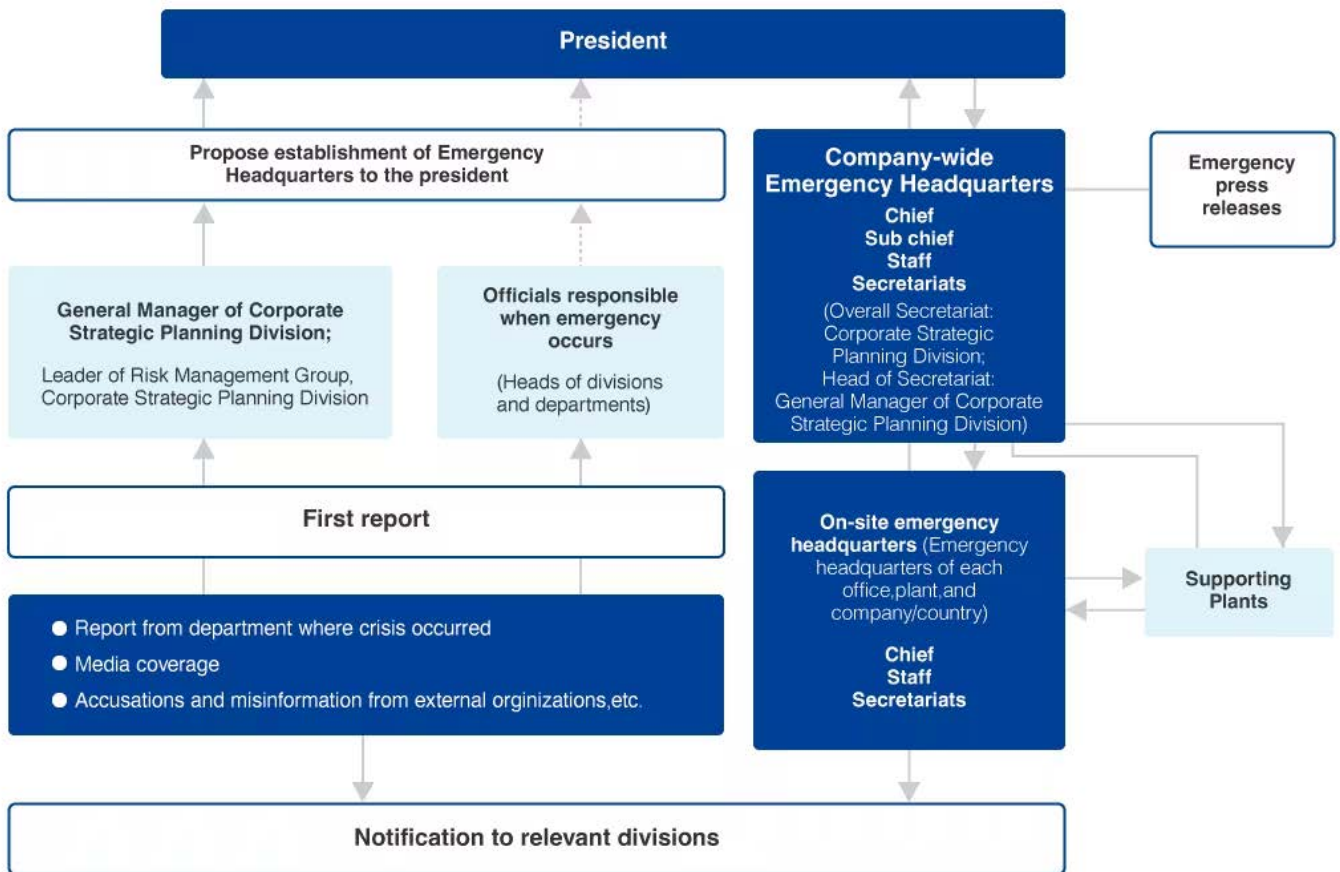 President
Propose establishment of Emergency
Headquarters to the president
General Manager of Corporate
Strategic Planning Division;
Leader of Risk Management Group,
Corporate Strategic Planning Division
Officials responsible
when emergency
occurs
(Heads of divisions
and departments)
First report
● Report from department where crisis occurred
● Media coverage
● Accusations and misinformation from external orginizations,etc.
Company-wide
Emergency Headquarters
Chief
Sub chief
Staff
Secretariats
(Overall Secretariat:
Corporate Strategic
Planning Division;
Head of Secretariat:
General Manager of Corporate
Strategic Planning Division)
Emergency
press
releases
On-site emergency
headquarters (Emergency
headquarters of each
office,plant,and
company/country)
Chief
Staff
Secretariats
Supporting
Plants
Notification to relevant divisions